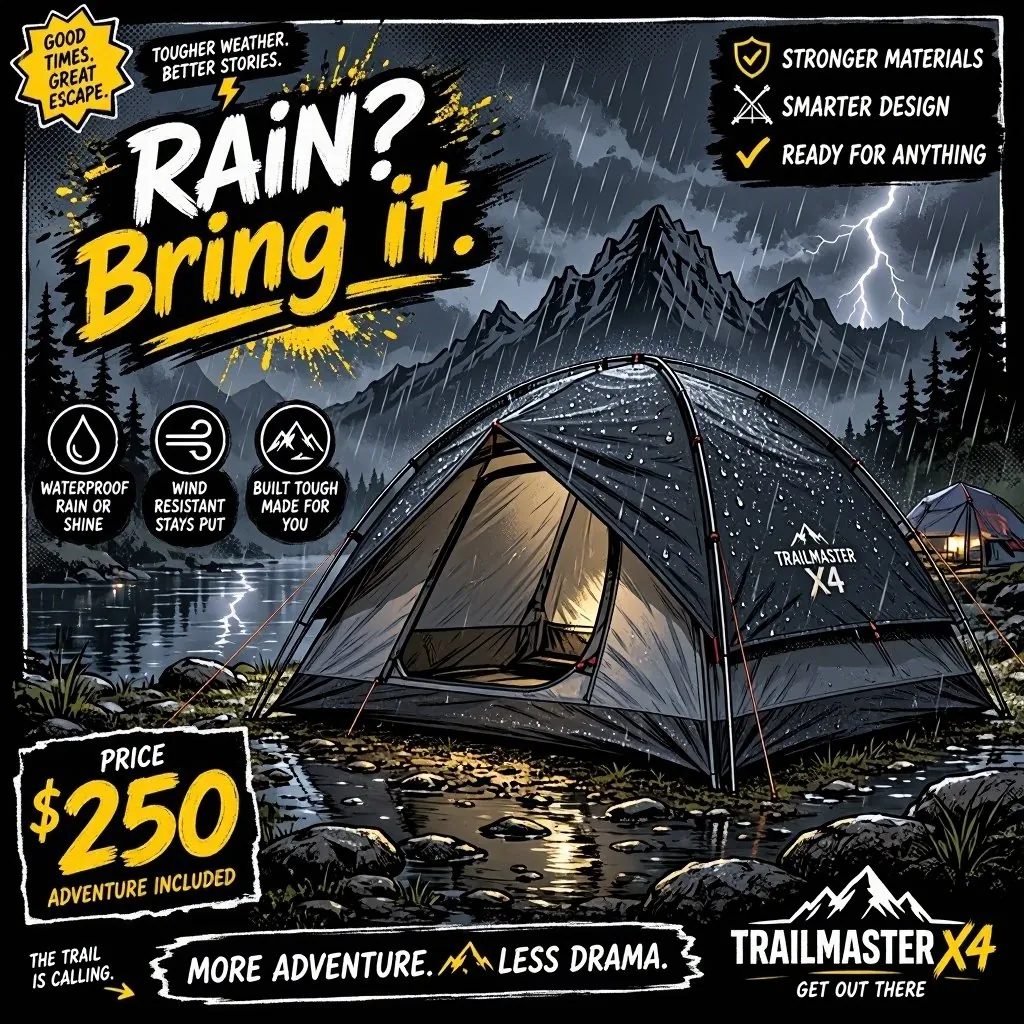 GOOD
TIMES.
GREAT
ESCAPE.
TOUGHER WEATHER.
BETTER STORIES.
RAiN?
Bring it.
STRONGER MATERIALS
SMARTER DESIGN
READY FOR ANYTHING
WATERPROOF
RAIN OR
SHINE
WIND
RESISTANT
STAYS PUT
BUILT TOUGH
MADE FOR
YOU
TRAILMASTER
X4
PRICE
$250
ADVENTURE INCLUDED
THE TRAIL
IS CALLING.
MORE ADVENTURE. LESS DRAMA.
TRAILMASTER X4
GET OUT THERE